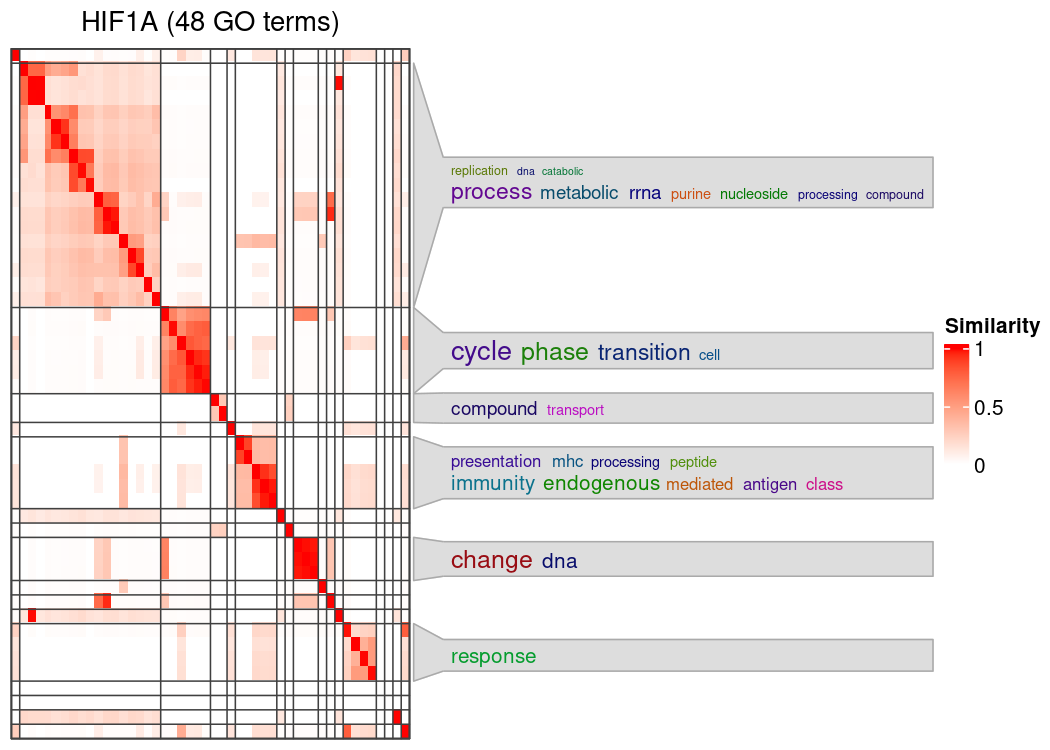 HIF1A (48 GO terms)
replication dna catabolic
process metabolic rrna purine nucleoside processing compound
cycle phase transition cell
compound transport
presentation mhc processing peptide
immunity endogenous mediated antigen class
change dna
response
Similarity
1
0.5
0